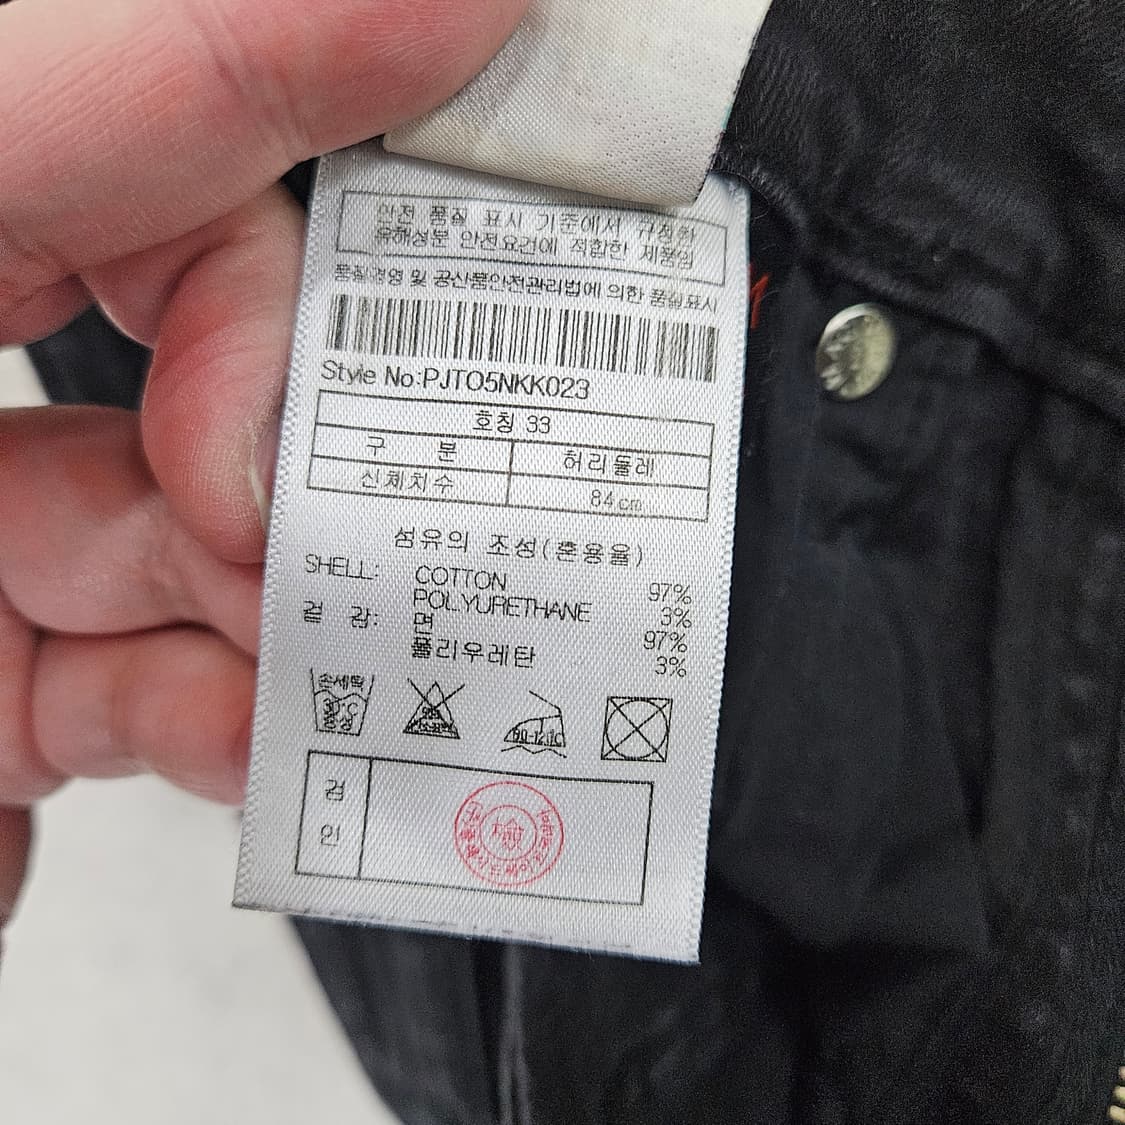 안전 품질 표시 기준에서 규정한
유해성분 안전요건에 적합한 제품임
품질경영 및 공산품안전관리법에 의한 품질표시
Style No:PJTO5NKK023
호칭 33
구 분 허리둘레
신체치수 84cm
섬유의 조성(혼용율)
SHELL: COTTON 97%
POLYURETHANE 3%
겉 감: 면 97%
폴리우레탄 3%
손세탁
30°C
중성
80-120°C
검
인